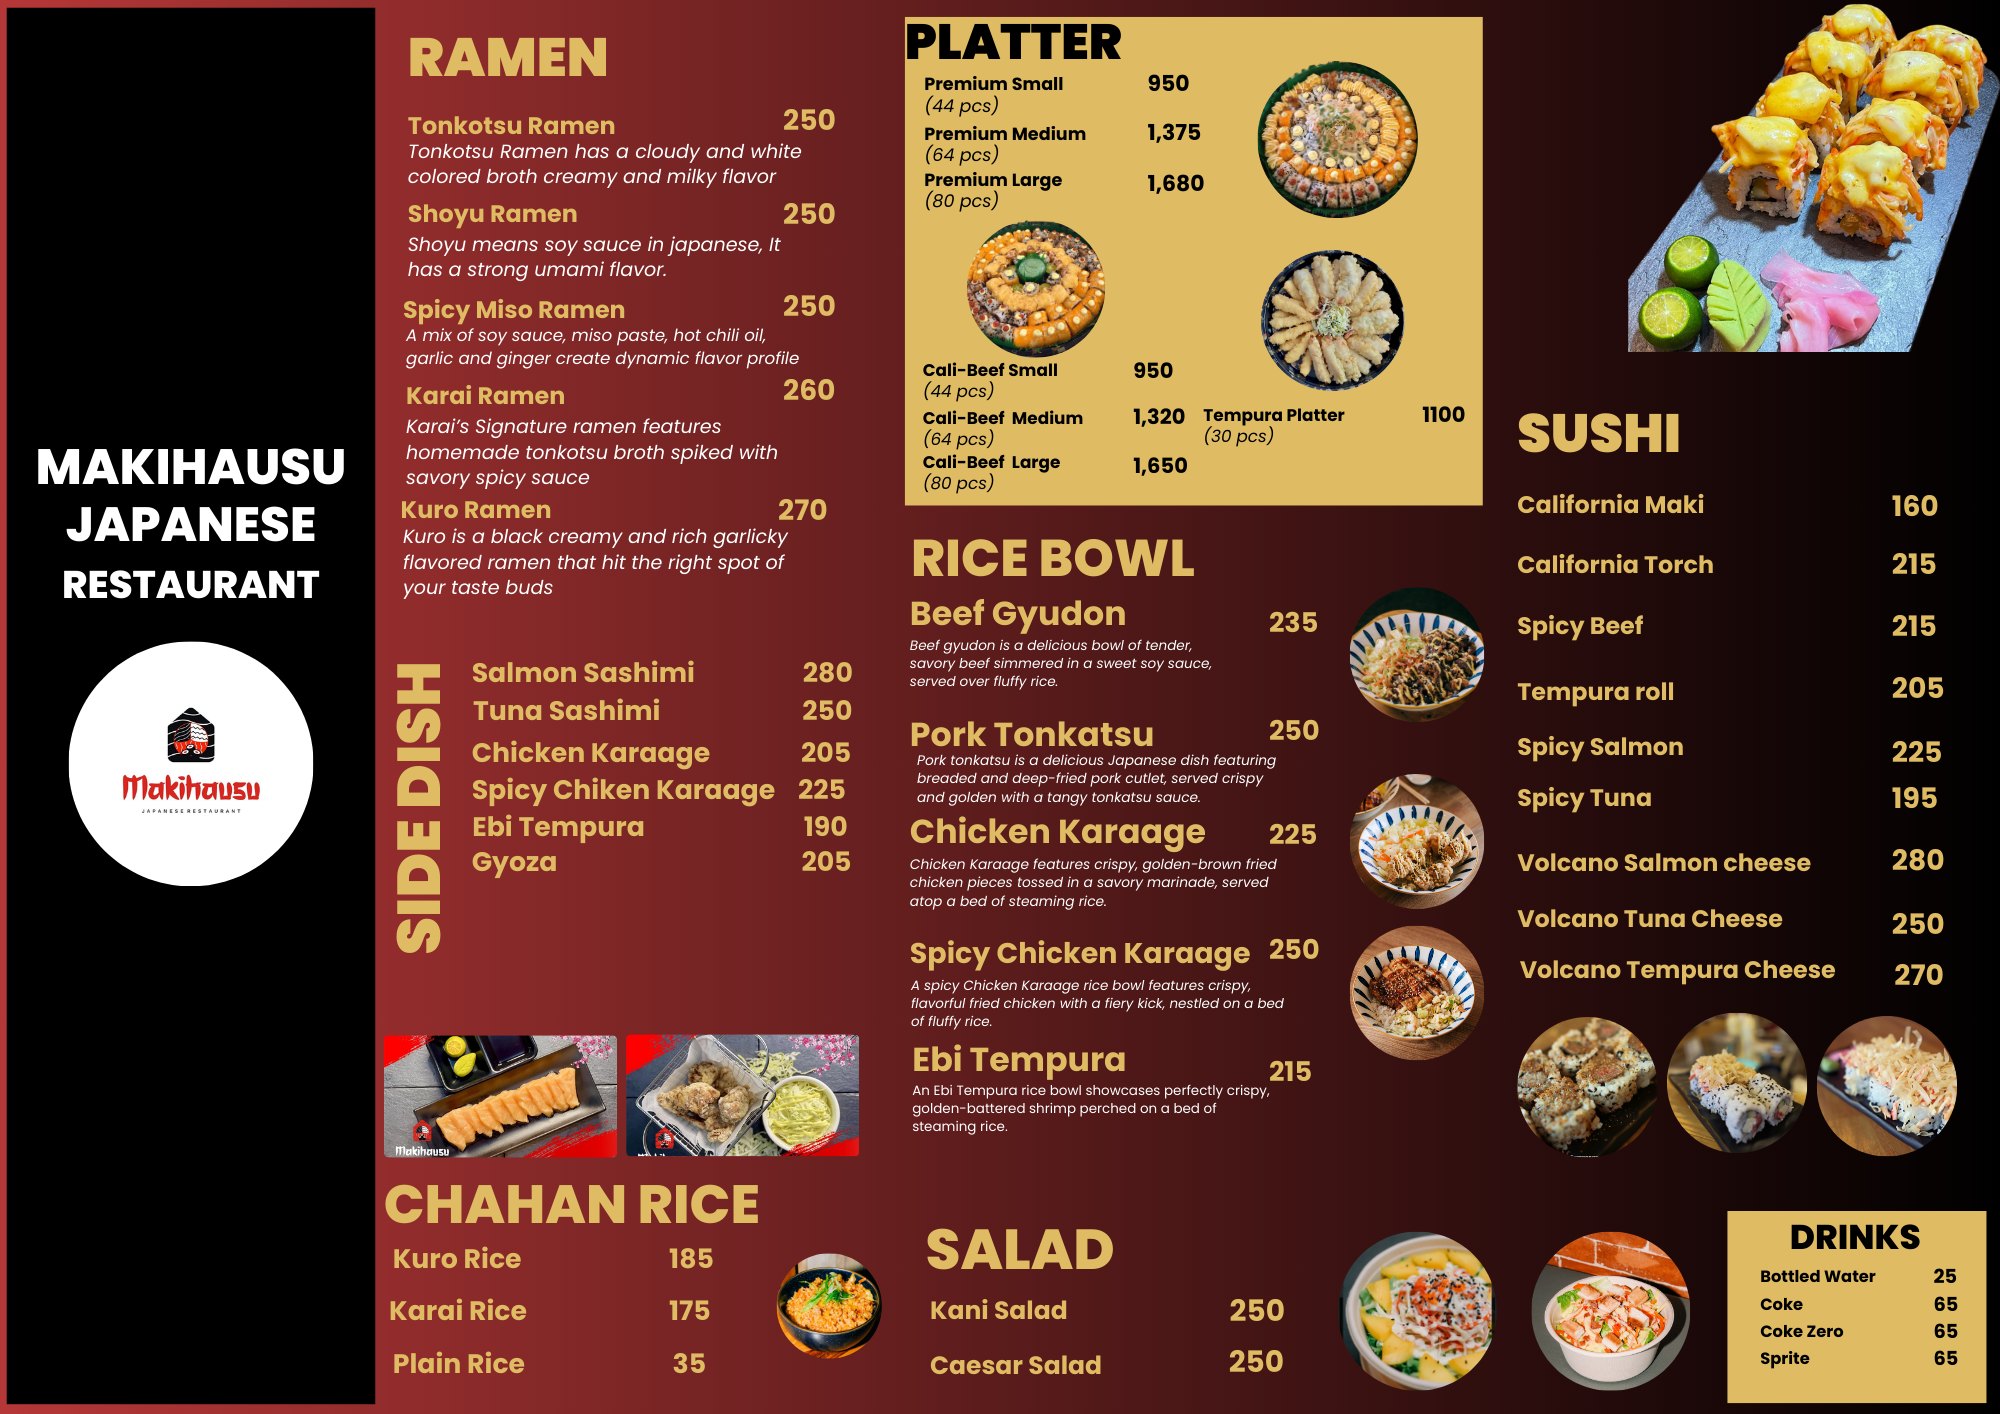 MAKIHAUSU
JAPANESE
RESTAURANT
Makihausu
JAPANESE RESTAURANT
RAMEN
Tonkotsu Ramen 250
Tonkotsu Ramen has a cloudy and white
colored broth creamy and milky flavor
Shoyu Ramen 250
Shoyu means soy sauce in japanese, It
has a strong umami flavor.
Spicy Miso Ramen 250
A mix of soy sauce, miso paste, hot chili oil,
garlic and ginger create dynamic flavor profile
Karai Ramen 260
Karai's Signature ramen features
homemade tonkotsu broth spiked with
savory spicy sauce
Kuro Ramen 270
Kuro is a black creamy and rich garlicky
flavored ramen that hit the right spot of
your taste buds
SIDE DISH
Salmon Sashimi 280
Tuna Sashimi 250
Chicken Karaage 205
Spicy Chiken Karaage 225
Ebi Tempura 190
Gyoza 205
Makihausu
CHAHAN RICE
Kuro Rice 185
Karai Rice 175
Plain Rice 35
PLATTER
Premium Small 950
(44 pcs)
Premium Medium 1,375
(64 pcs)
Premium Large 1,680
(80 pcs)
Cali-Beef Small 950
(44 pcs)
Cali-Beef Medium 1,320
(64 pcs)
Cali-Beef Large 1,650
(80 pcs)
Tempura Platter 1100
(30 pcs)
RICE BOWL
Beef Gyudon 235
Beef gyudon is a delicious bowl of tender,
savory beef simmered in a sweet soy sauce,
served over fluffy rice.
Pork Tonkatsu 250
Pork tonkatsu is a delicious Japanese dish featuring
breaded and deep-fried pork cutlet, served crispy
and golden with a tangy tonkatsu sauce.
Chicken Karaage 225
Chicken Karaage features crispy, golden-brown fried
chicken pieces tossed in a savory marinade, served
atop a bed of steaming rice.
Spicy Chicken Karaage 250
A spicy Chicken Karaage rice bowl features crispy,
flavorful fried chicken with a fiery kick, nestled on a bed
of fluffy rice.
Ebi Tempura 215
An Ebi Tempura rice bowl showcases perfectly crispy,
golden-battered shrimp perched on a bed of
steaming rice.
SALAD
Kani Salad 250
Caesar Salad 250
SUSHI
California Maki 160
California Torch 215
Spicy Beef 215
Tempura roll 205
Spicy Salmon 225
Spicy Tuna 195
Volcano Salmon cheese 280
Volcano Tuna Cheese 250
Volcano Tempura Cheese 270
DRINKS
Bottled Water 25
Coke 65
Coke Zero 65
Sprite 65